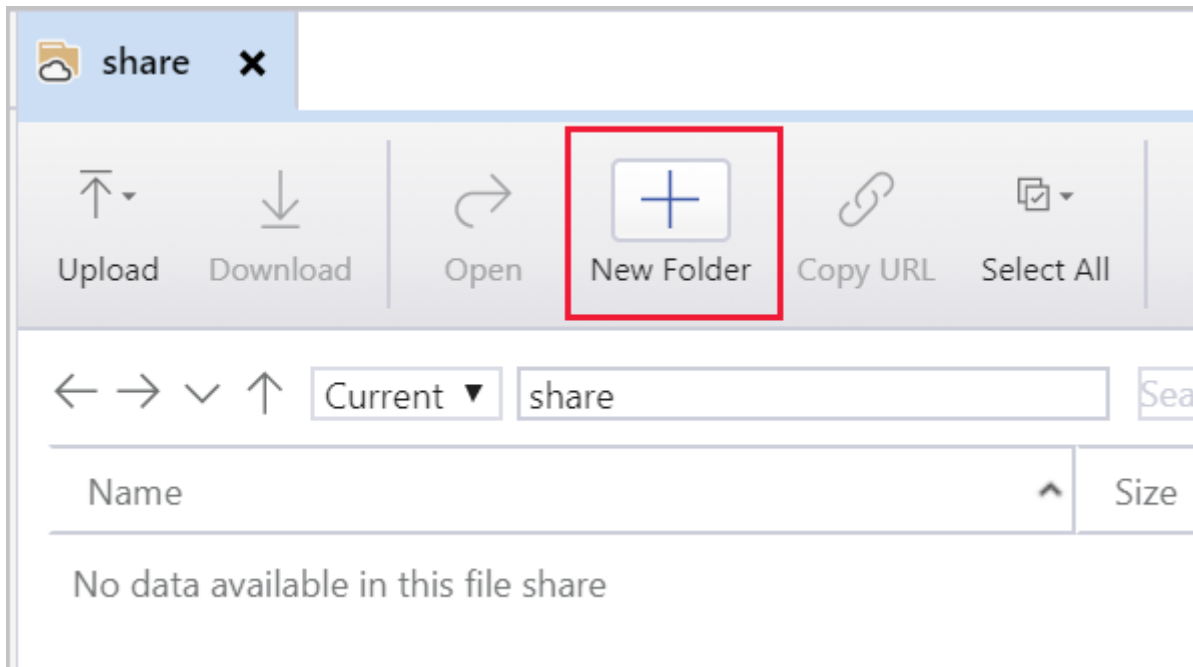 share
Upload Download Open New Folder Copy URL Select All
Current share
Name Size
No data available in this file share